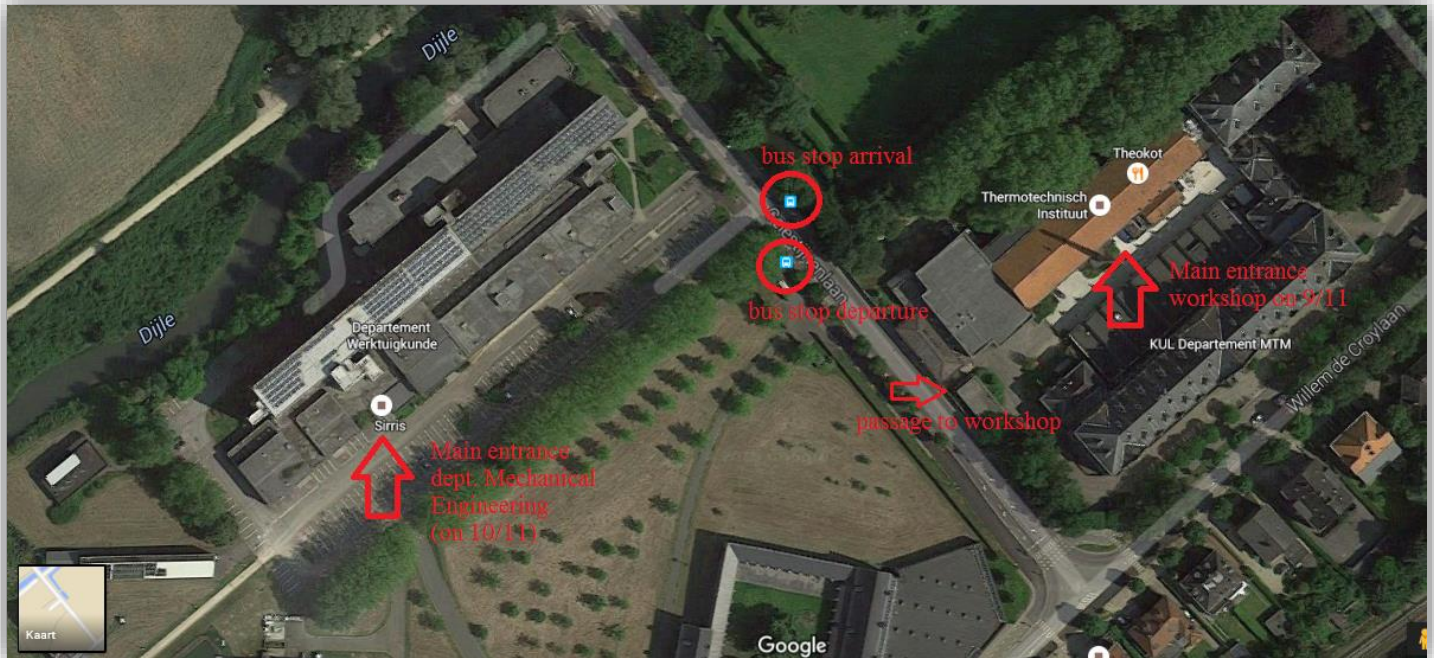 Dijle
Dijle
bus stop arrival
Celestijnenlaan
bus stop departure
Theokot
Thermotechnisch
Instituut
Main entrance
workshop on 9/11
KUL Departement MTM
Willem de Croylaan
passage to workshop
Departement
Werktuigkunde
Sirris
Main entrance
dept. Mechanical
Engineering
(on 10/11)
Kaart
Google